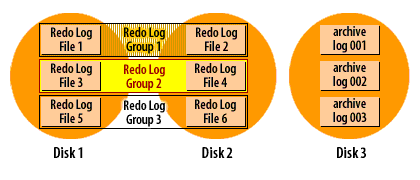 Redo Log Redo Log Redo Log archive
File 1 Group 1 File 2 log 001
Redo Log Redo Log Redo Log archive
File 3 Group 2 File 4 log 002
Redo Log Redo Log Redo Log archive
File 5 Group 3 File 6 log 003
Disk 1 Disk 2 Disk 3